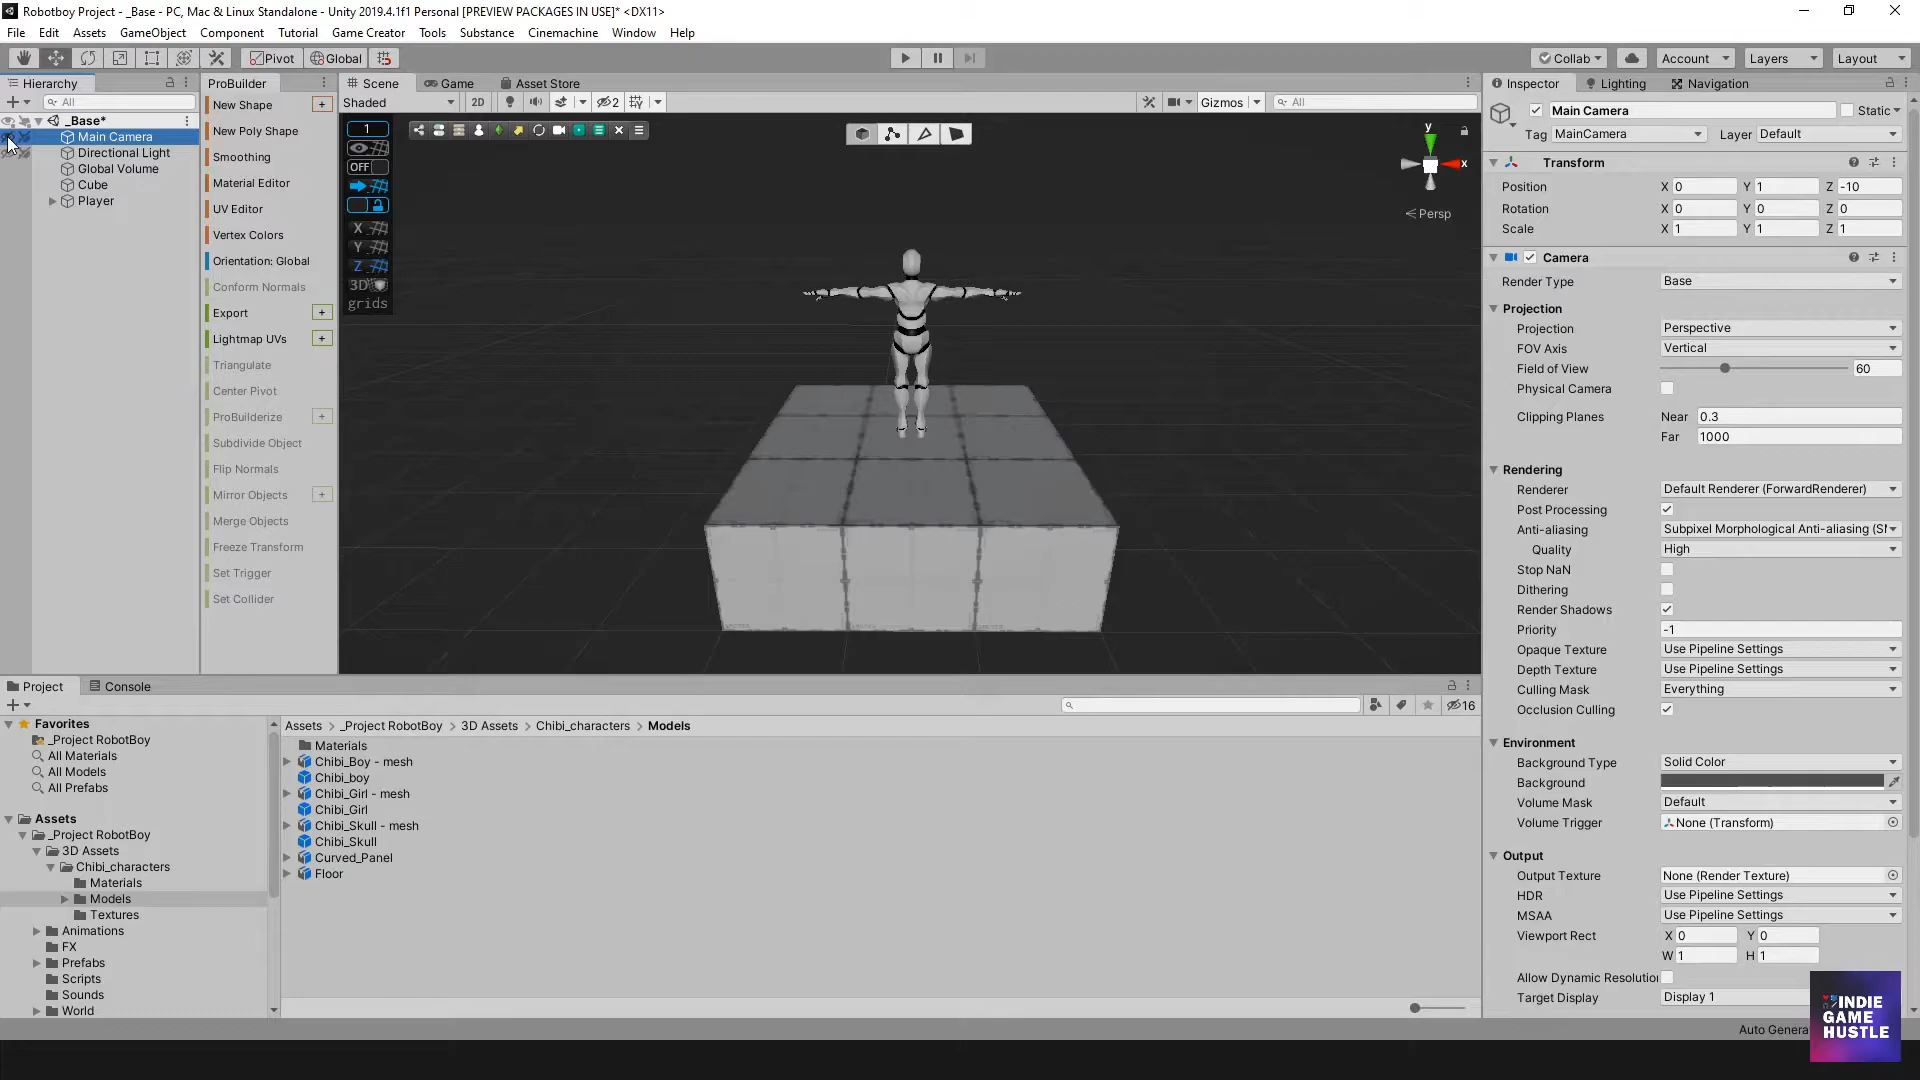 Robotboy Project - _Base - PC, Mac & Linux Standalone - Unity 2019.4.1f1 Personal [PREVIEW PACKAGES IN USE]* <DX11>
File Edit Assets GameObject Component Tutorial Game Creator Tools Substance Cinemachine Window Help
Pivot Global Collab Account Layers Layout
Hierarchy
All
_Base*
Main Camera
Directional Light
Global Volume
Cube
Player
ProBuilder
New Shape +
New Poly Shape
Smoothing
Material Editor
UV Editor
Vertex Colors
Orientation: Global
Conform Normals
Export +
Lightmap UVs +
Triangulate
Center Pivot
ProBuilderize +
Subdivide Object
Flip Normals
Mirror Objects +
Merge Objects
Freeze Transform
Set Trigger
Set Collider
Scene Game Asset Store
Shaded 2D 2 Gizmos All
1
OFF
X
Y
Z
3D
grids
y
x
Persp
Inspector Lighting Navigation
Main Camera Static
Tag MainCamera Layer Default
Transform
Position X 0 Y 1 Z -10
Rotation X 0 Y 0 Z 0
Scale X 1 Y 1 Z 1
Camera
Render Type Base
Projection
Projection Perspective
FOV Axis Vertical
Field of View 60
Physical Camera
Clipping Planes Near 0.3
Far 1000
Rendering
Renderer Default Renderer (ForwardRenderer)
Post Processing
Anti-aliasing Subpixel Morphological Anti-aliasing (SM
Quality High
Stop NaN
Dithering
Render Shadows
Priority -1
Opaque Texture Use Pipeline Settings
Depth Texture Use Pipeline Settings
Culling Mask Everything
Occlusion Culling
Environment
Background Type Solid Color
Background
Volume Mask Default
Volume Trigger None (Transform)
Output
Output Texture None (Render Texture)
HDR Use Pipeline Settings
MSAA Use Pipeline Settings
Viewport Rect X 0 Y 0
W 1 H 1
Allow Dynamic Resolution
Target Display Display 1
Project Console
16
Favorites
_Project RobotBoy
All Materials
All Models
All Prefabs
Assets
_Project RobotBoy
3D Assets
Chibi_characters
Materials
Models
Textures
Animations
FX
Prefabs
Scripts
Sounds
World
Assets > _Project RobotBoy > 3D Assets > Chibi_characters > Models
Materials
Chibi_Boy - mesh
Chibi_boy
Chibi_Girl - mesh
Chibi_Girl
Chibi_Skull - mesh
Chibi_Skull
Curved_Panel
Floor
Auto Genera
INDIE
GAME
HUSTLE